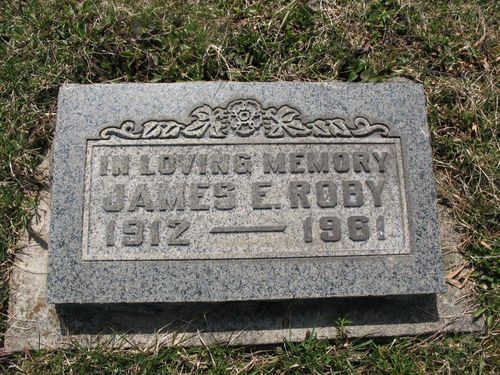 IN LOVING MEMORY
JAMES E. ROBY
1912 — 1961